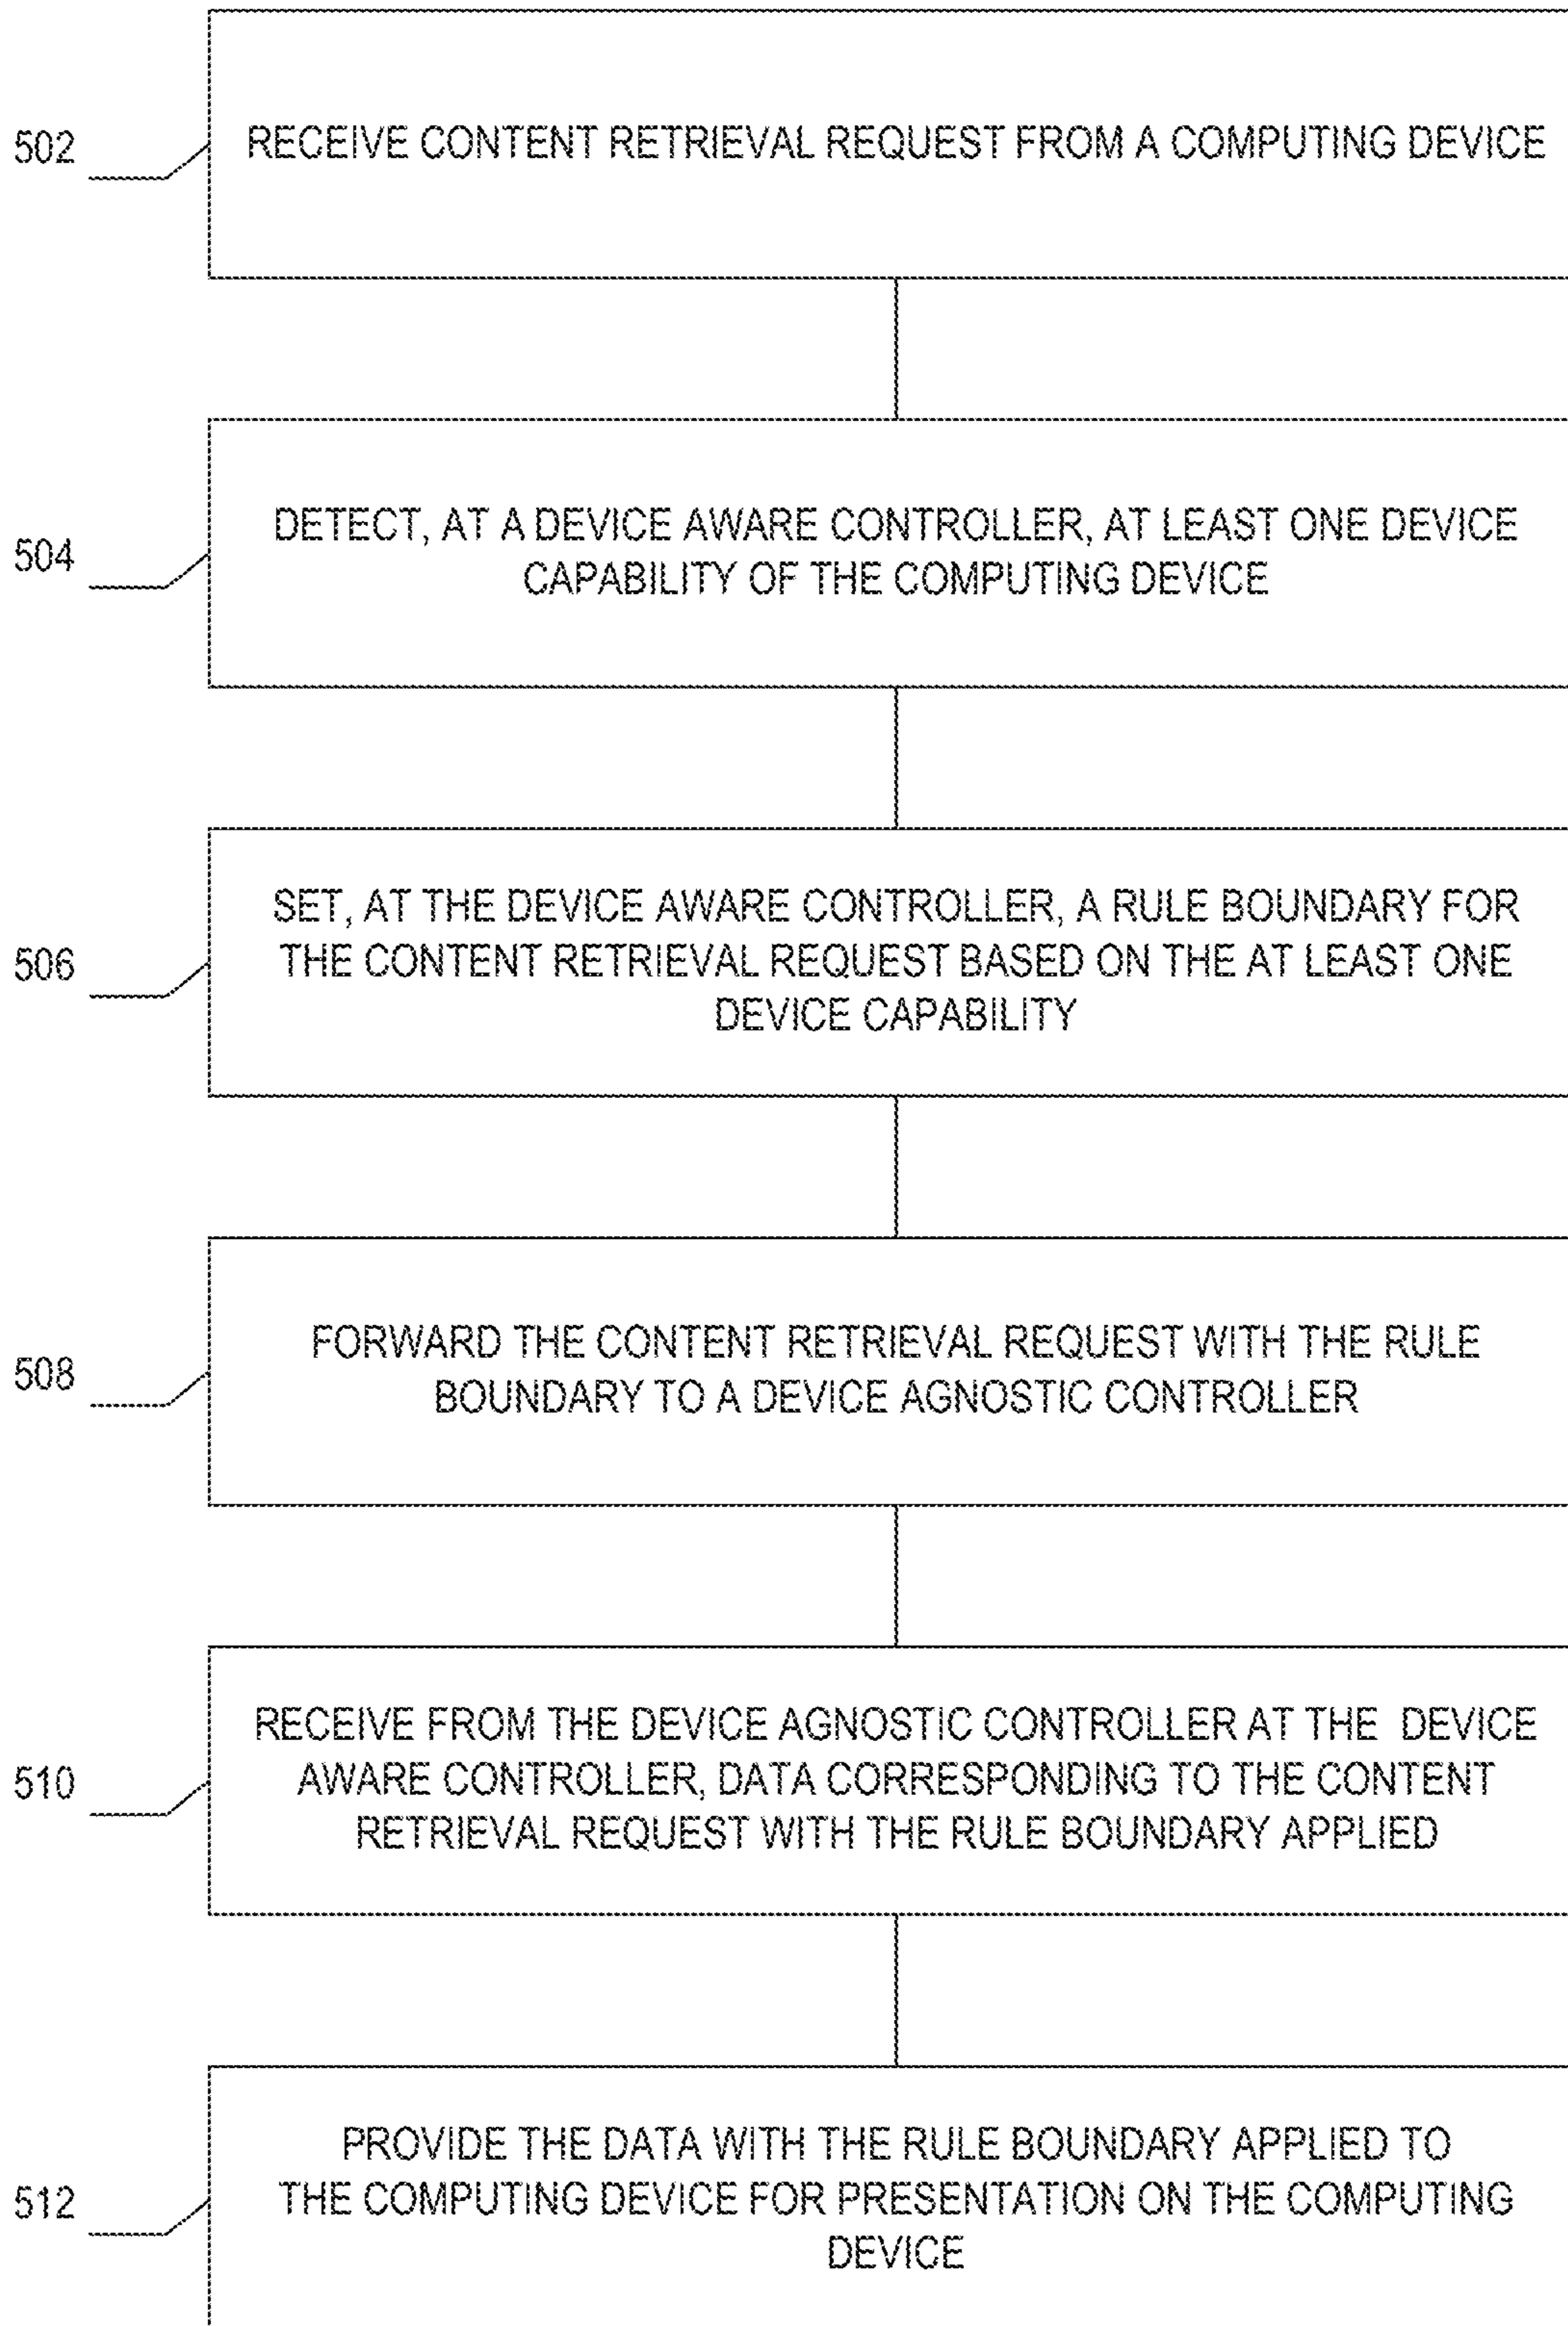 502
RECEIVE CONTENT RETRIEVAL REQUEST FROM A COMPUTING DEVICE
504
DETECT, AT A DEVICE AWARE CONTROLLER, AT LEAST ONE DEVICE
CAPABILITY OF THE COMPUTING DEVICE
506
SET, AT THE DEVICE AWARE CONTROLLER, A RULE BOUNDARY FOR
THE CONTENT RETRIEVAL REQUEST BASED ON THE AT LEAST ONE
DEVICE CAPABILITY
508
FORWARD THE CONTENT RETRIEVAL REQUEST WITH THE RULE
BOUNDARY TO A DEVICE AGNOSTIC CONTROLLER
510
RECEIVE FROM THE DEVICE AGNOSTIC CONTROLLER AT THE DEVICE
AWARE CONTROLLER, DATA CORRESPONDING TO THE CONTENT
RETRIEVAL REQUEST WITH THE RULE BOUNDARY APPLIED
512
PROVIDE THE DATA WITH THE RULE BOUNDARY APPLIED TO
THE COMPUTING DEVICE FOR PRESENTATION ON THE COMPUTING
DEVICE